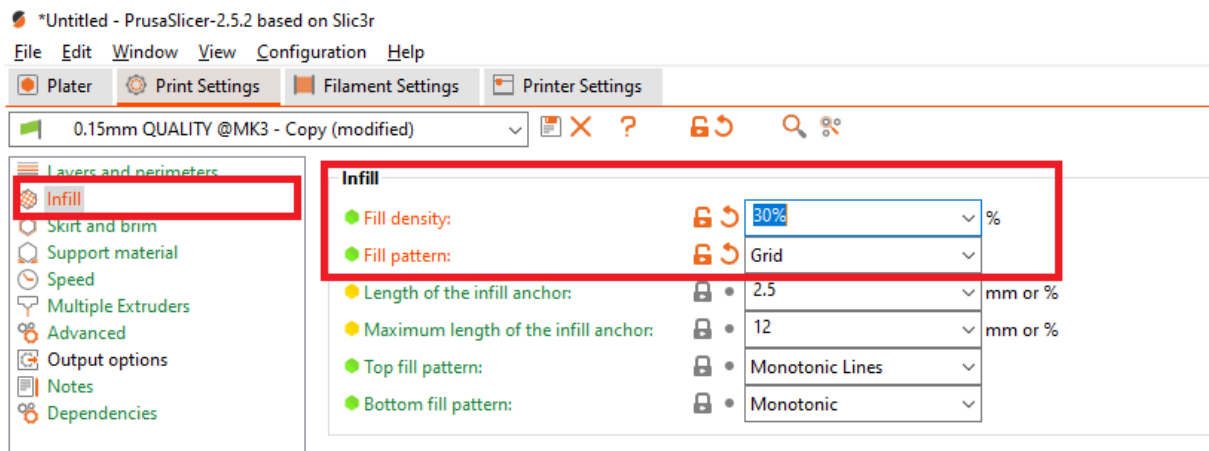 *Untitled - PrusaSlicer-2.5.2 based on Slic3r
File Edit Window View Configuration Help
Plater Print Settings Filament Settings Printer Settings
0.15mm QUALITY @MK3 - Copy (modified) ?
Layers and perimeters
Infill
Skirt and brim
Support material
Speed
Multiple Extruders
Advanced
Output options
Notes
Dependencies
Infill
Fill density: 30% %
Fill pattern: Grid
Length of the infill anchor: 2.5 mm or %
Maximum length of the infill anchor: 12 mm or %
Top fill pattern: Monotonic Lines
Bottom fill pattern: Monotonic